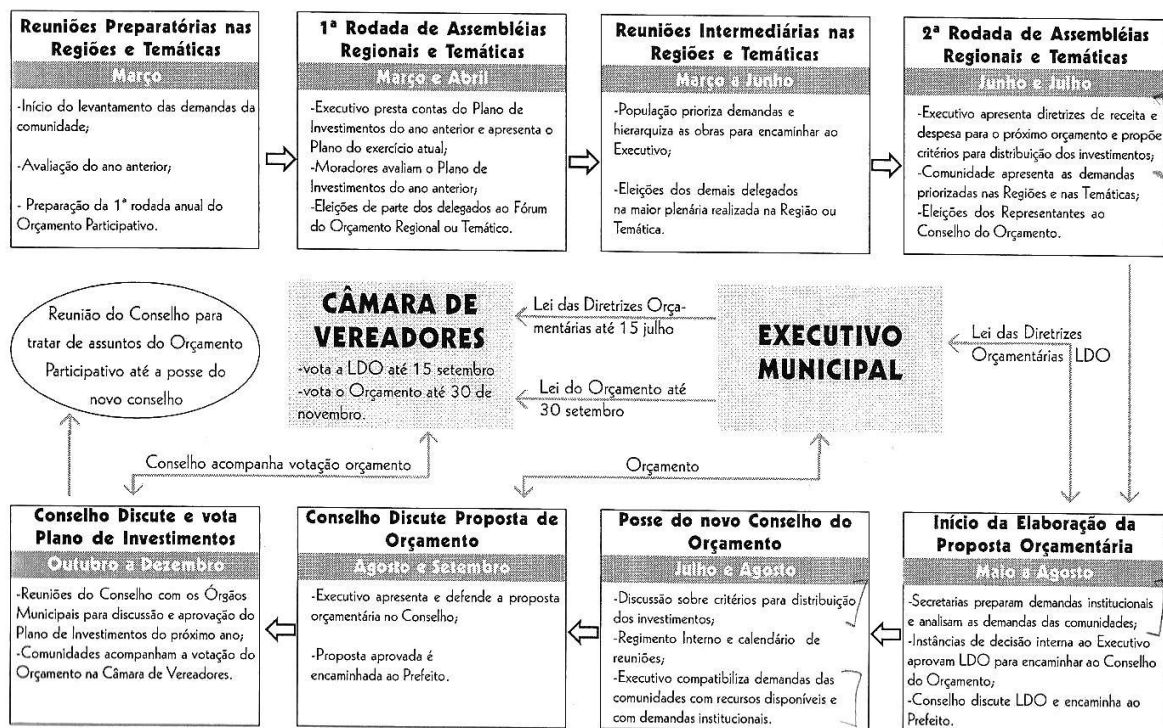 Reuniões Preparatórias nas
Regiões e Temáticas
Março
-Início do levantamento das demandas da
comunidade;
-Avaliação do ano anterior;
- Preparação da 1ª rodada anual do
Orçamento Participativo.
1ª Rodada de Assembléias
Regionais e Temáticas
Março e Abril
-Executivo presta contas do Plano de
Investimentos do ano anterior e apresenta o
Plano do exercício atual;
-Moradores avaliam o Plano de
Investimentos do ano anterior;
-Eleições de parte dos delegados ao Fórum
do Orçamento Regional ou Temático.
Reuniões Intermediárias nas
Regiões e Temáticas
Março a Junho
-População prioriza demandas e
hierarquiza as obras para encaminhar ao
Executivo;
-Eleições dos demais delegados
na maior plenária realizada na Região ou
Temática.
2ª Rodada de Assembléias
Regionais e Temáticas
Junho e Julho
-Executivo apresenta diretrizes de receita e
despesa para o próximo orçamento e propõe
critérios para distribuição dos investimentos;
-Comunidade apresenta as demandas
priorizadas nas Regiões e nas Temáticas;
-Eleições dos Representantes ao
Conselho do Orçamento.
Reunião do Conselho para
tratar de assuntos do Orçamento
Participativo até a posse do
novo conselho
CÂMARA DE
VEREADORES
-vota a LDO até 15 setembro
-vota o Orçamento até 30 de
novembro.
Lei das Diretrizes Orça-
mentárias até 15 julho
Lei do Orçamento até
30 setembro
EXECUTIVO
MUNICIPAL
Lei das Diretrizes
Orçamentárias LDO
Conselho acompanha votação orçamento
Orçamento
Conselho Discute e vota
Plano de Investimentos
Outubro a Dezembro
-Reuniões do Conselho com os Órgãos
Municipais para discussão e aprovação do
Plano de Investimentos do próximo ano;
-Comunidades acompanham a votação do
Orçamento na Câmara de Vereadores.
Conselho Discute Proposta de
Orçamento
Agosto e Setembro
-Executivo apresenta e defende a proposta
orçamentária no Conselho;
-Proposta aprovada é
encaminhada ao Prefeito.
Posse do novo Conselho do
Orçamento
Julho e Agosto
-Discussão sobre critérios para distribuição
dos investimentos;
-Regimento Interno e calendário de
reuniões;
-Executivo compatibiliza demandas das
comunidades com recursos disponíveis e
com demandas institucionais.
Início da Elaboração da
Proposta Orçamentária
Maio a Agosto
-Secretarias preparam demandas institucionais
e analisam as demandas das comunidades;
-Instâncias de decisão interna ao Executivo
aprovam LDO para encaminhar ao Conselho
do Orçamento;
-Conselho discute LDO e encaminha ao
Prefeito.